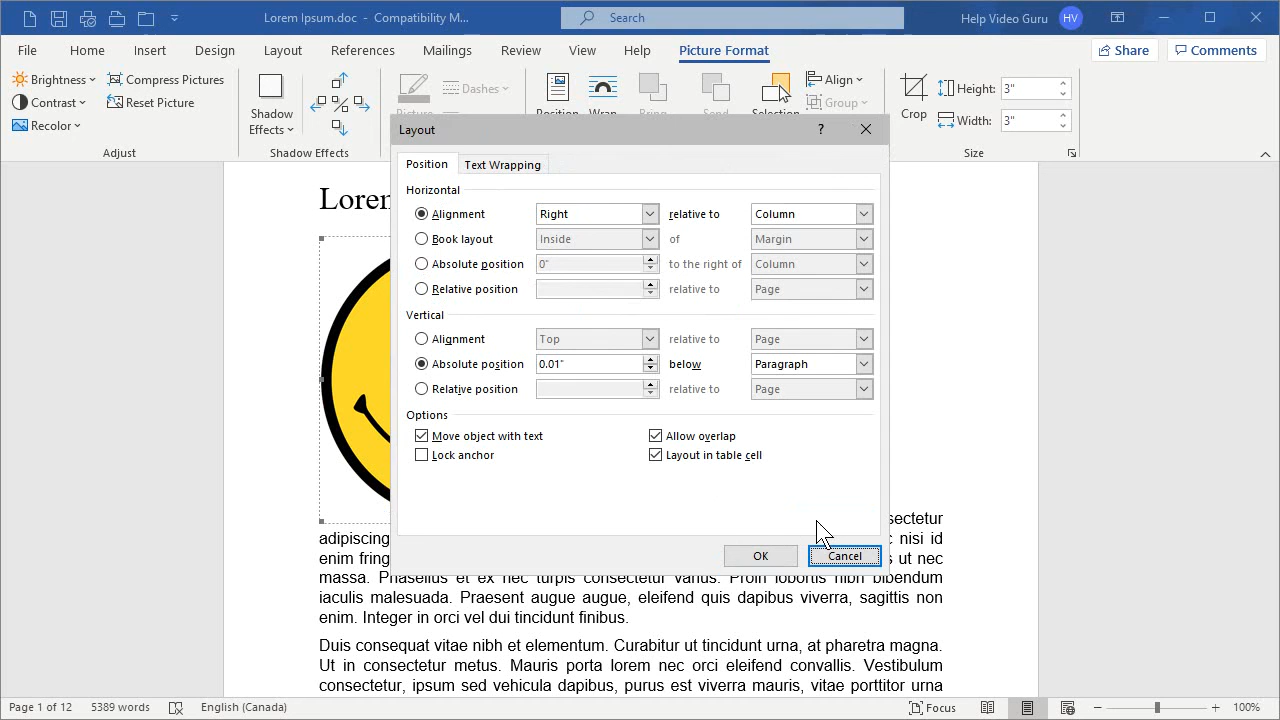 Lorem Ipsum.doc - Compatibility M...
Search
Help Video Guru HV
File Home Insert Design Layout References Mailings Review View Help Picture Format Share Comments
Brightness Compress Pictures Dashes Align Height: 3"
Contrast Reset Picture Group
Recolor Shadow Effects Position Crop Width: 3"
Adjust Shadow Effects Size
Layout ?
Position Text Wrapping
Horizontal
Alignment Right relative to Column
Book layout Inside of Margin
Absolute position 0" to the right of Column
Relative position relative to Page
Vertical
Alignment Top relative to Page
Absolute position 0.01" below Paragraph
Relative position relative to Page
Options
Move object with text Allow overlap
Lock anchor Layout in table cell
OK Cancel
Lorem
sectetur
adipiscing nisi id
enim fring ut nec
massa. Phasellus et ex nec turpis consectetur varius. Proin lobortis nibh bibendum
iaculis malesuada. Praesent augue augue, eleifend quis dapibus viverra, sagittis non
enim. Integer in orci vel dui tincidunt finibus.
Duis consequat vitae nibh et elementum. Curabitur ut tincidunt urna, at pharetra magna.
Ut in consectetur metus. Mauris porta lorem nec orci eleifend convallis. Vestibulum
consectetur, ipsum sed vehicula dapibus, purus est viverra mauris, vitae porttitor urna
Page 1 of 12 5389 words English (Canada) Focus 100%